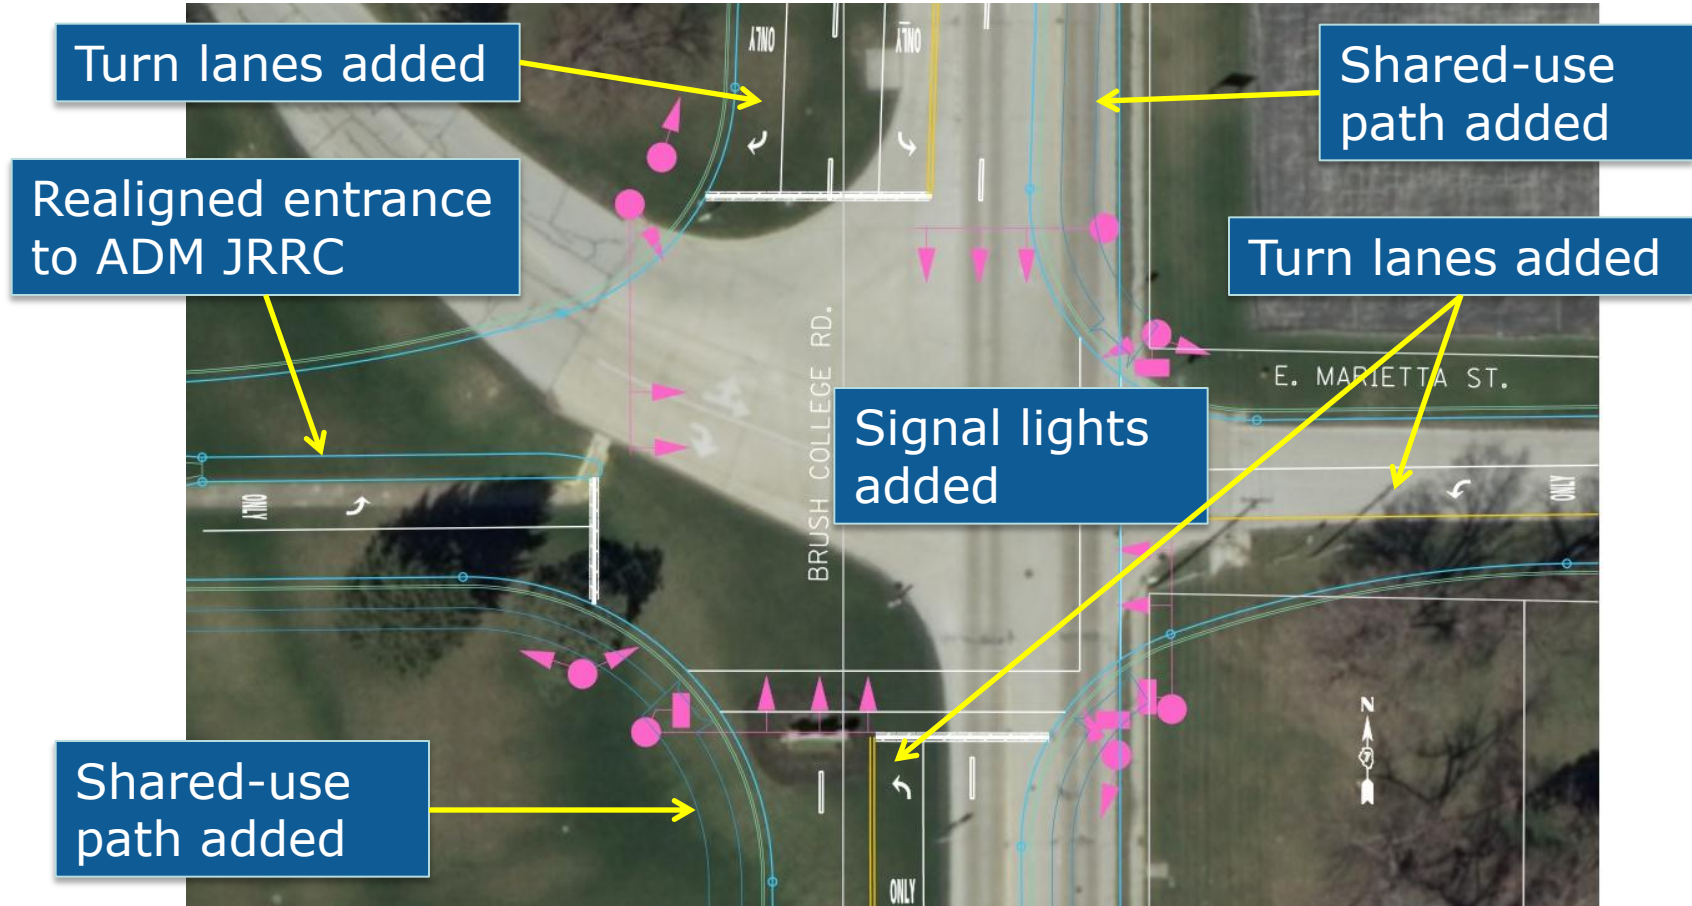 Turn lanes added
ONLY
ONLY
Shared-use
path added
Realigned entrance
to ADM JRRC
Turn lanes added
BRUSH COLLEGE RD.
E. MARIETTA ST.
Signal lights
added
ONLY
ONLY
N
Shared-use
path added
ONLY